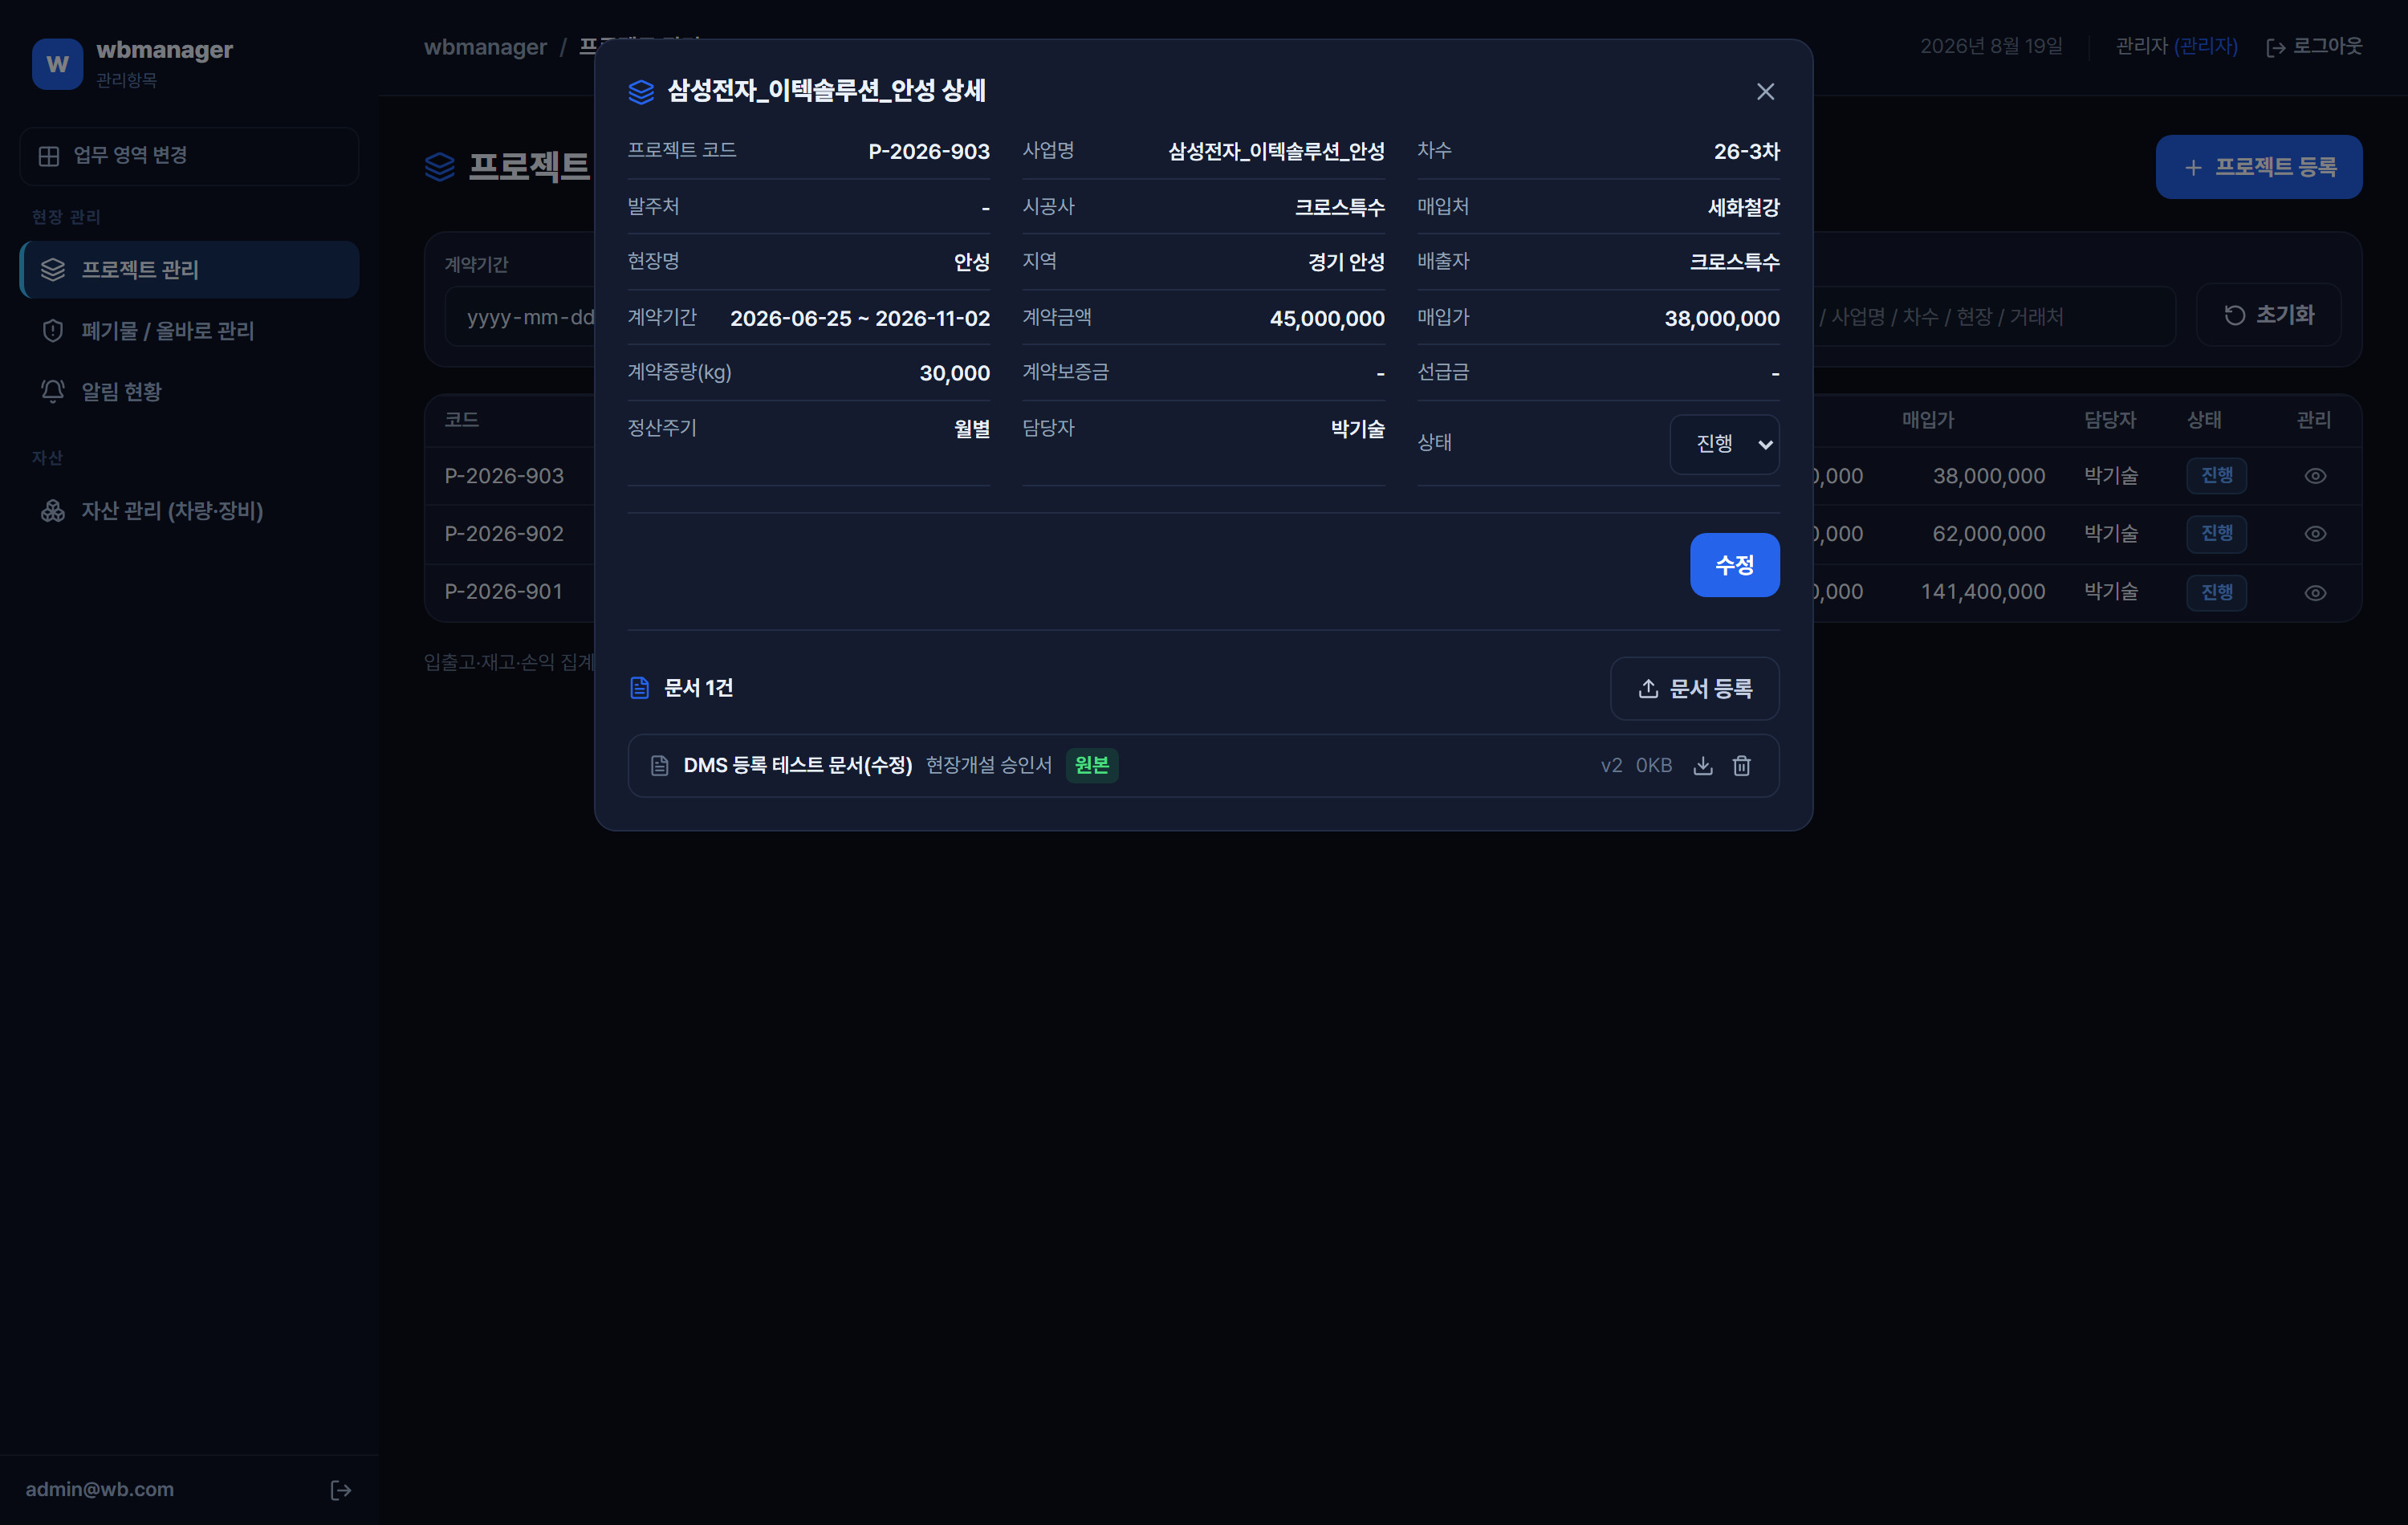 W wbmanager
관리항목
업무 영역 변경
현장 관리
프로젝트 관리
폐기물 / 올바로 관리
알림 현황
자산
자산 관리 (차량·장비)
admin@wb.com
wbmanager /
2026년 8월 19일 관리자 (관리자) 로그아웃
프로젝트
+ 프로젝트 등록
계약기간
yyyy-mm-dd / 사업명 / 차수 / 현장 / 거래처 초기화
코드 매입가 담당자 상태 관리
P-2026-903 0,000 38,000,000 박기술 진행
P-2026-902 0,000 62,000,000 박기술 진행
P-2026-901 0,000 141,400,000 박기술 진행
입출고·재고·손익 집계
삼성전자_이텍솔루션_안성 상세
프로젝트 코드 P-2026-903 사업명 삼성전자_이텍솔루션_안성 차수 26-3차
발주처 - 시공사 크로스특수 매입처 세화철강
현장명 안성 지역 경기 안성 배출자 크로스특수
계약기간 2026-06-25 ~ 2026-11-02 계약금액 45,000,000 매입가 38,000,000
계약중량(kg) 30,000 계약보증금 - 선급금 -
정산주기 월별 담당자 박기술 상태 진행
수정
문서 1건 문서 등록
DMS 등록 테스트 문서(수정) 현장개설 승인서 원본 v2 0KB